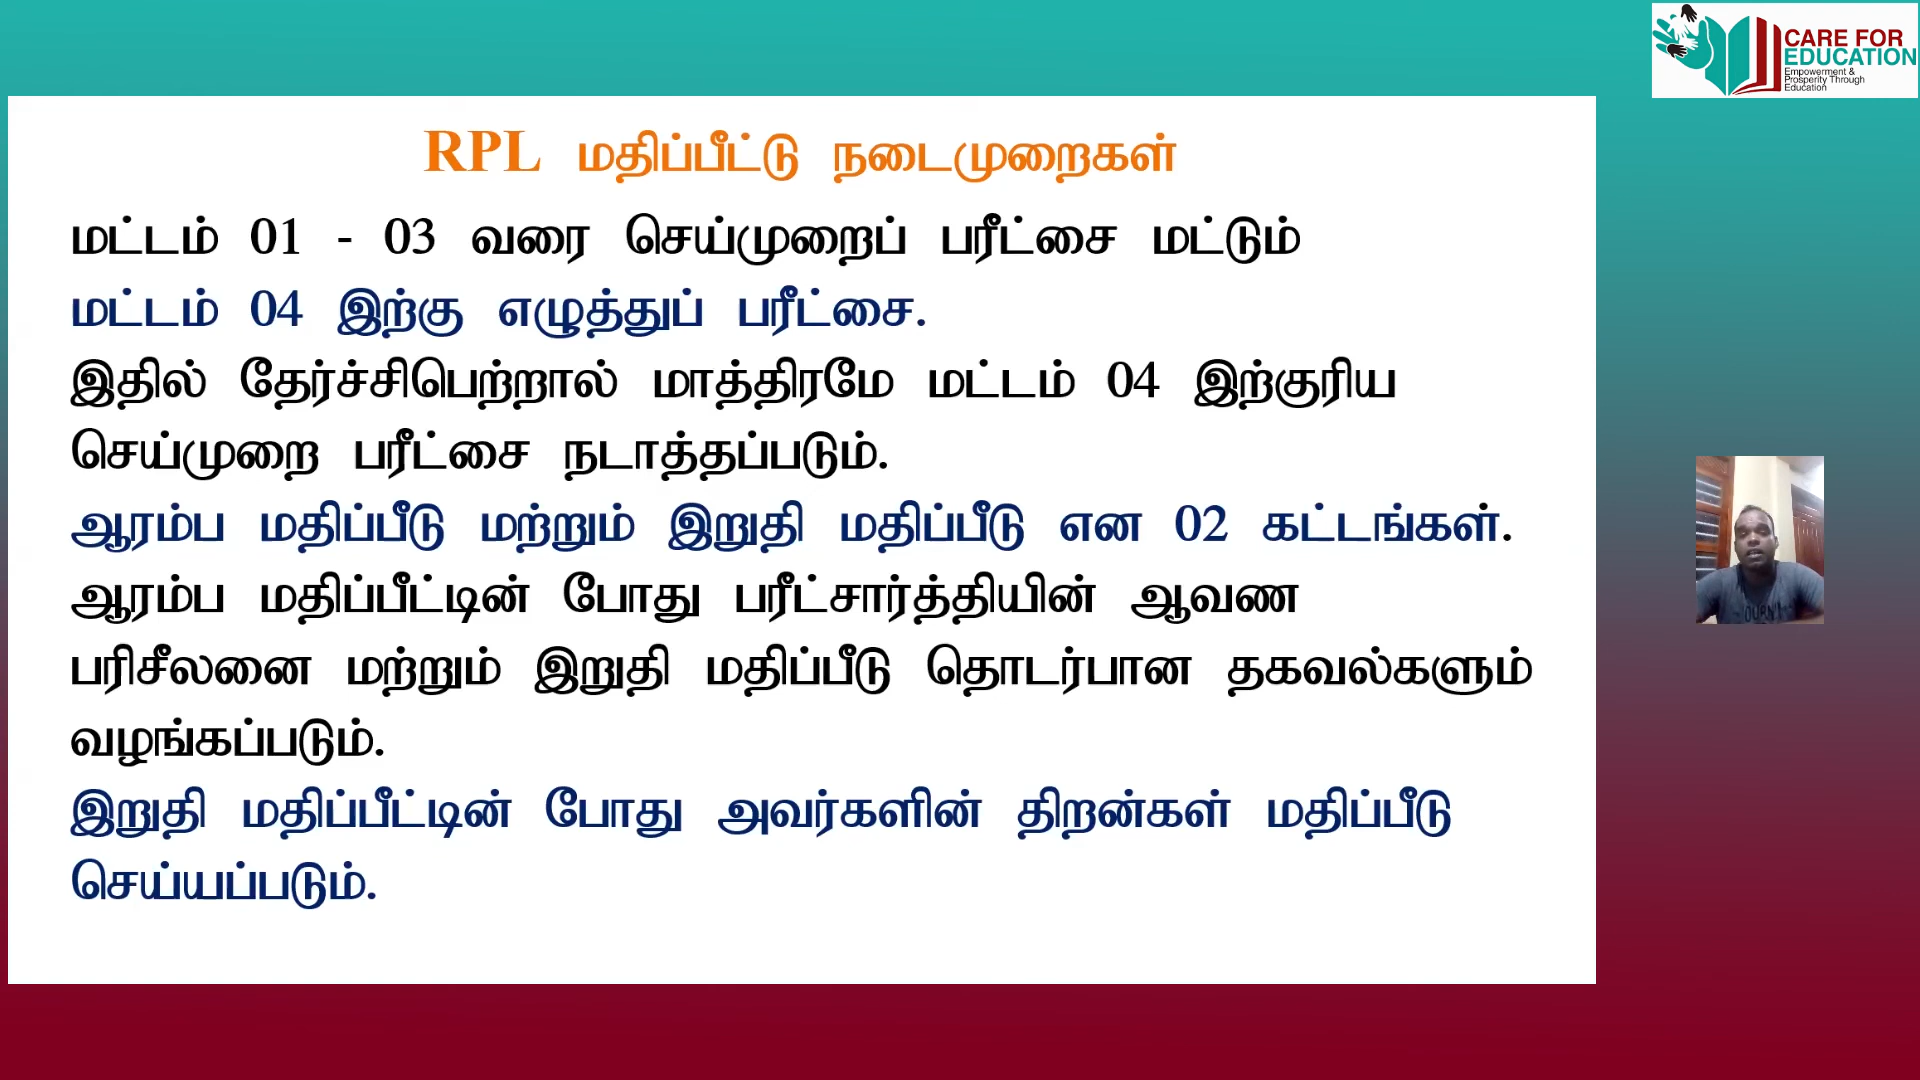 CARE FOR
EDUCATION
Empowerment &
Prosperity Through
Education
RPL மதிப்பீட்டு நடைமுறைகள்
மட்டம் 01 - 03 வரை செய்முறைப் பரீட்சை மட்டும்
மட்டம் 04 இற்கு எழுத்துப் பரீட்சை.
இதில் தேர்ச்சிபெற்றால் மாத்திரமே மட்டம் 04 இற்குரிய
செய்முறை பரீட்சை நடாத்தப்படும்.
ஆரம்ப மதிப்பீடு மற்றும் இறுதி மதிப்பீடு என 02 கட்டங்கள்.
ஆரம்ப மதிப்பீட்டின் போது பரீட்சார்த்தியின் ஆவண
பரிசீலனை மற்றும் இறுதி மதிப்பீடு தொடர்பான தகவல்களும்
வழங்கப்படும்.
இறுதி மதிப்பீட்டின் போது அவர்களின் திறன்கள் மதிப்பீடு
செய்யப்படும்.